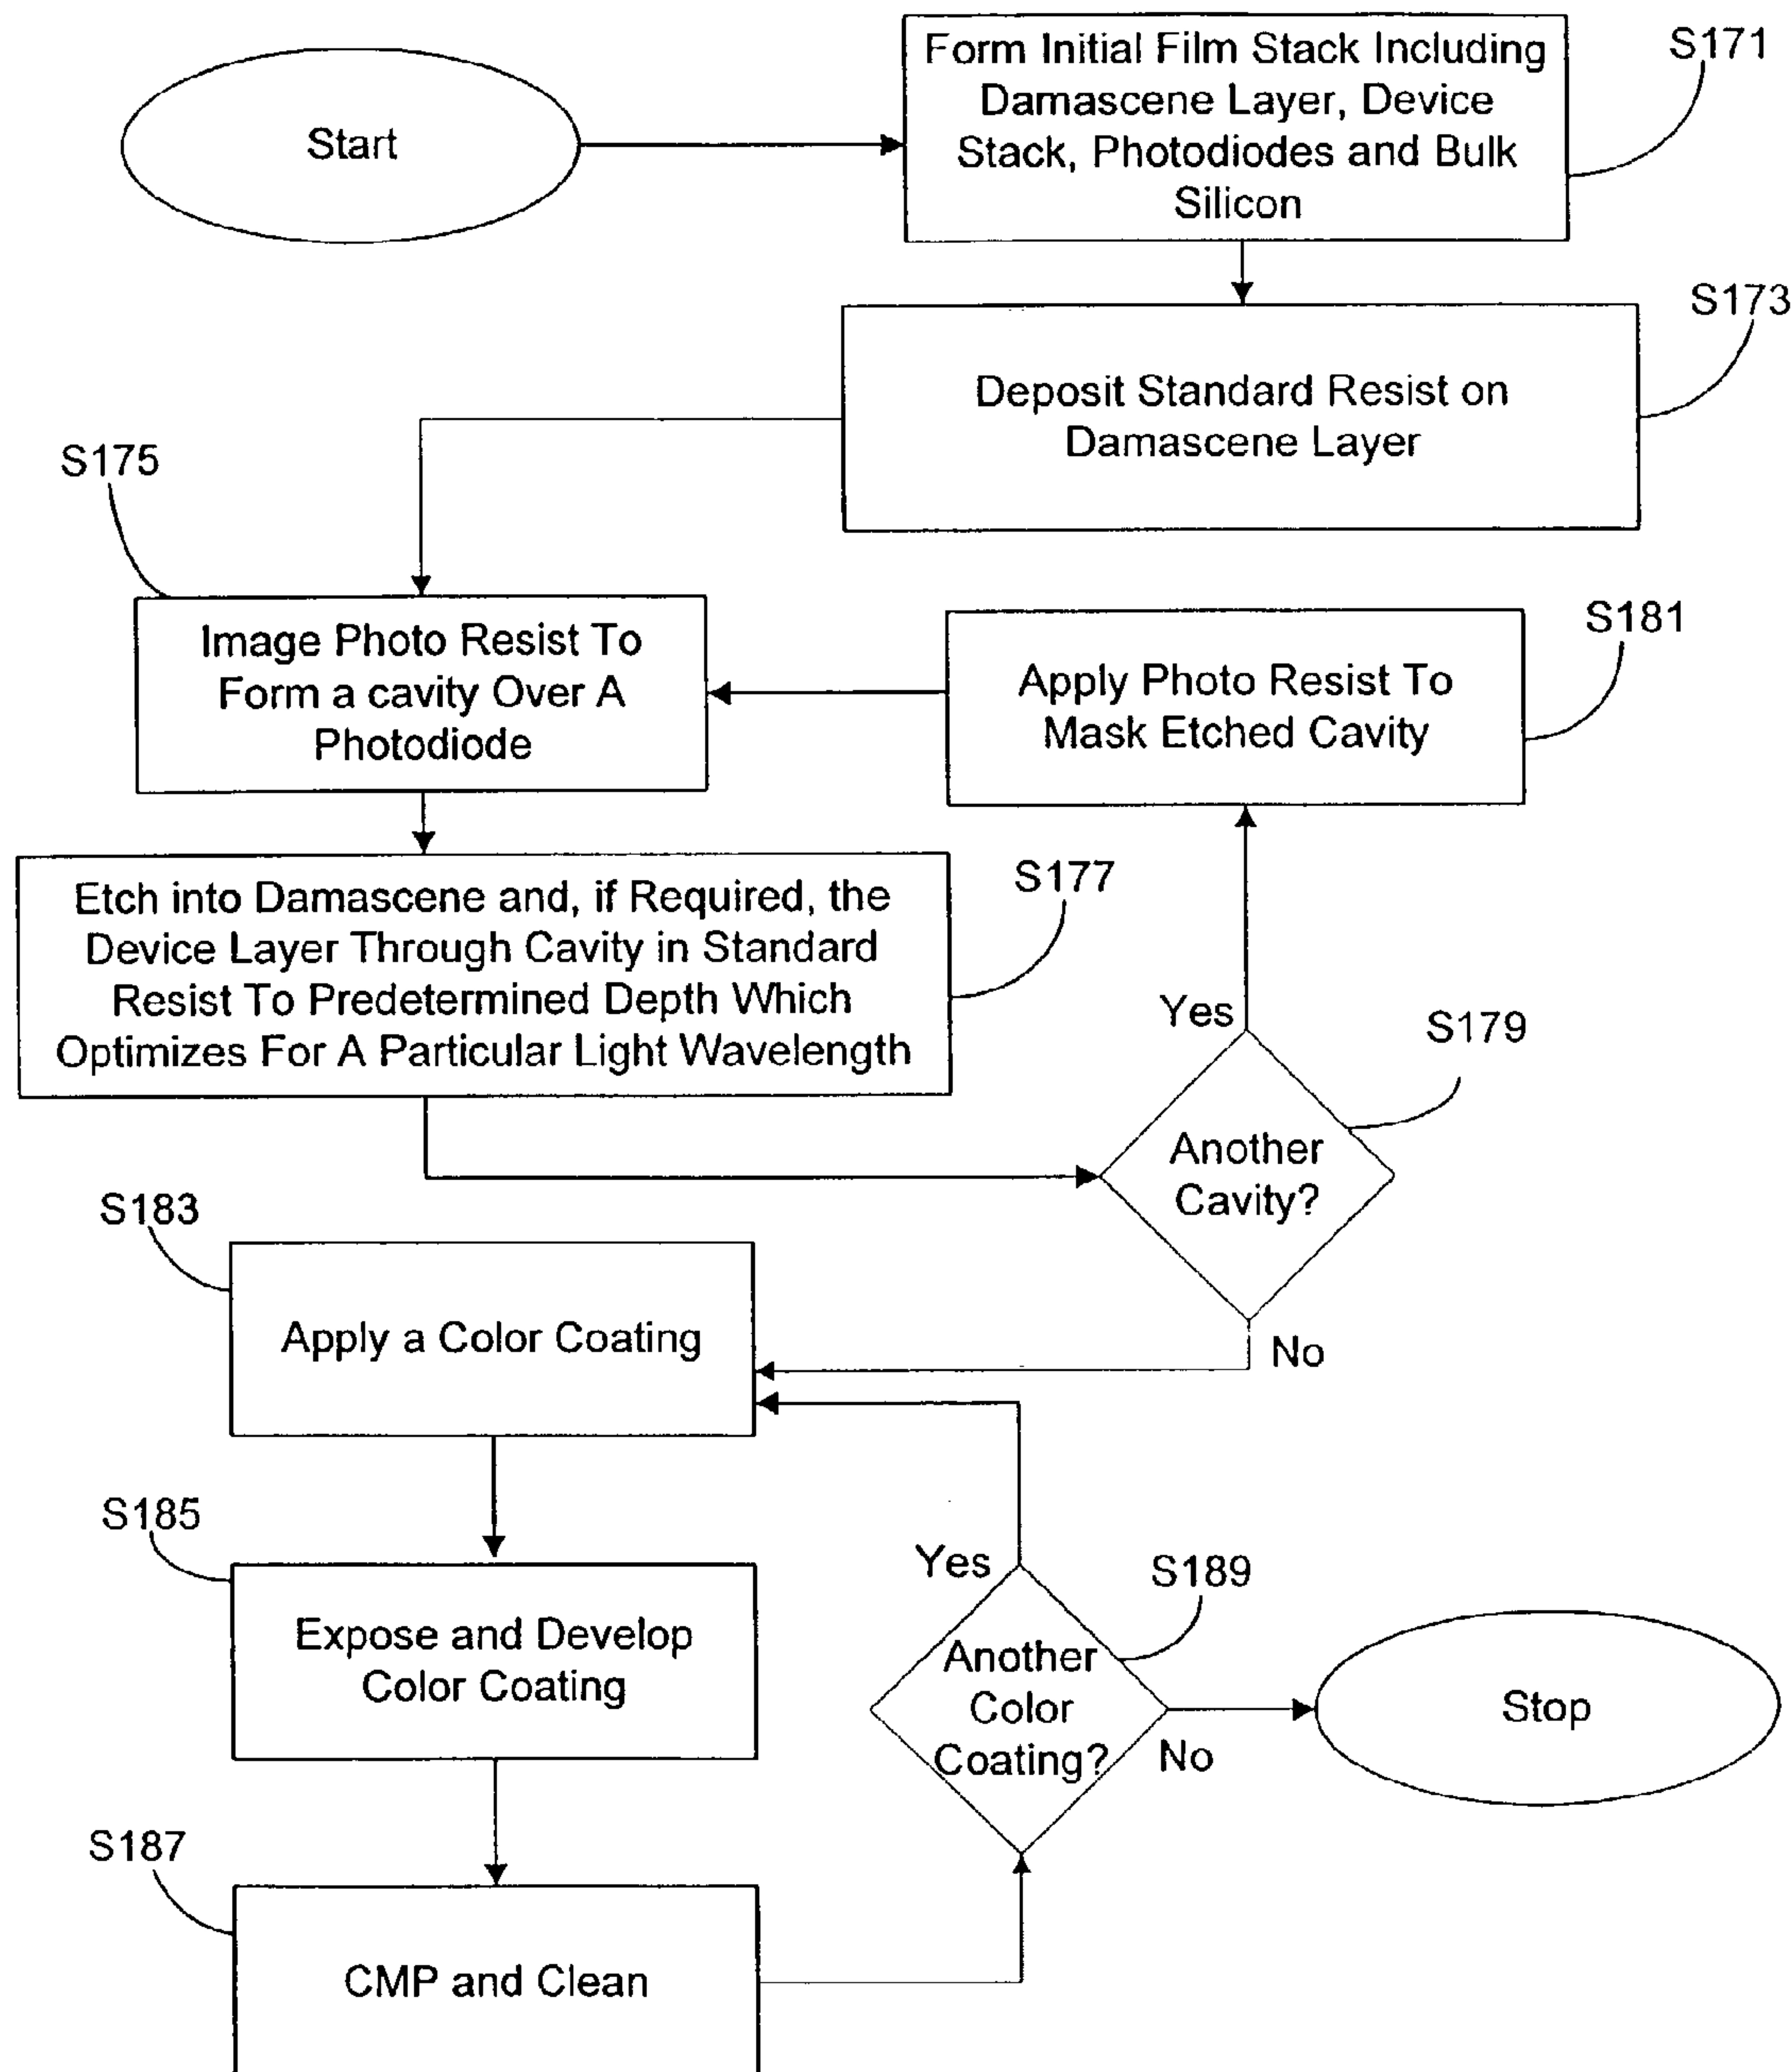 Start
Form Initial Film Stack Including
Damascene Layer, Device
Stack, Photodiodes and Bulk
Silicon
S171
S173
Deposit Standard Resist on
Damascene Layer
S175
Image Photo Resist To
Form a cavity Over A
Photodiode
S181
Apply Photo Resist To
Mask Etched Cavity
S177
Etch into Damascene and, if Required, the
Device Layer Through Cavity in Standard
Resist To Predetermined Depth Which
Optimizes For A Particular Light Wavelength
Yes
S179
Another
Cavity?
No
S183
Apply a Color Coating
S185
Expose and Develop
Color Coating
Yes
S189
Another
Color
Coating?
No
Stop
S187
CMP and Clean